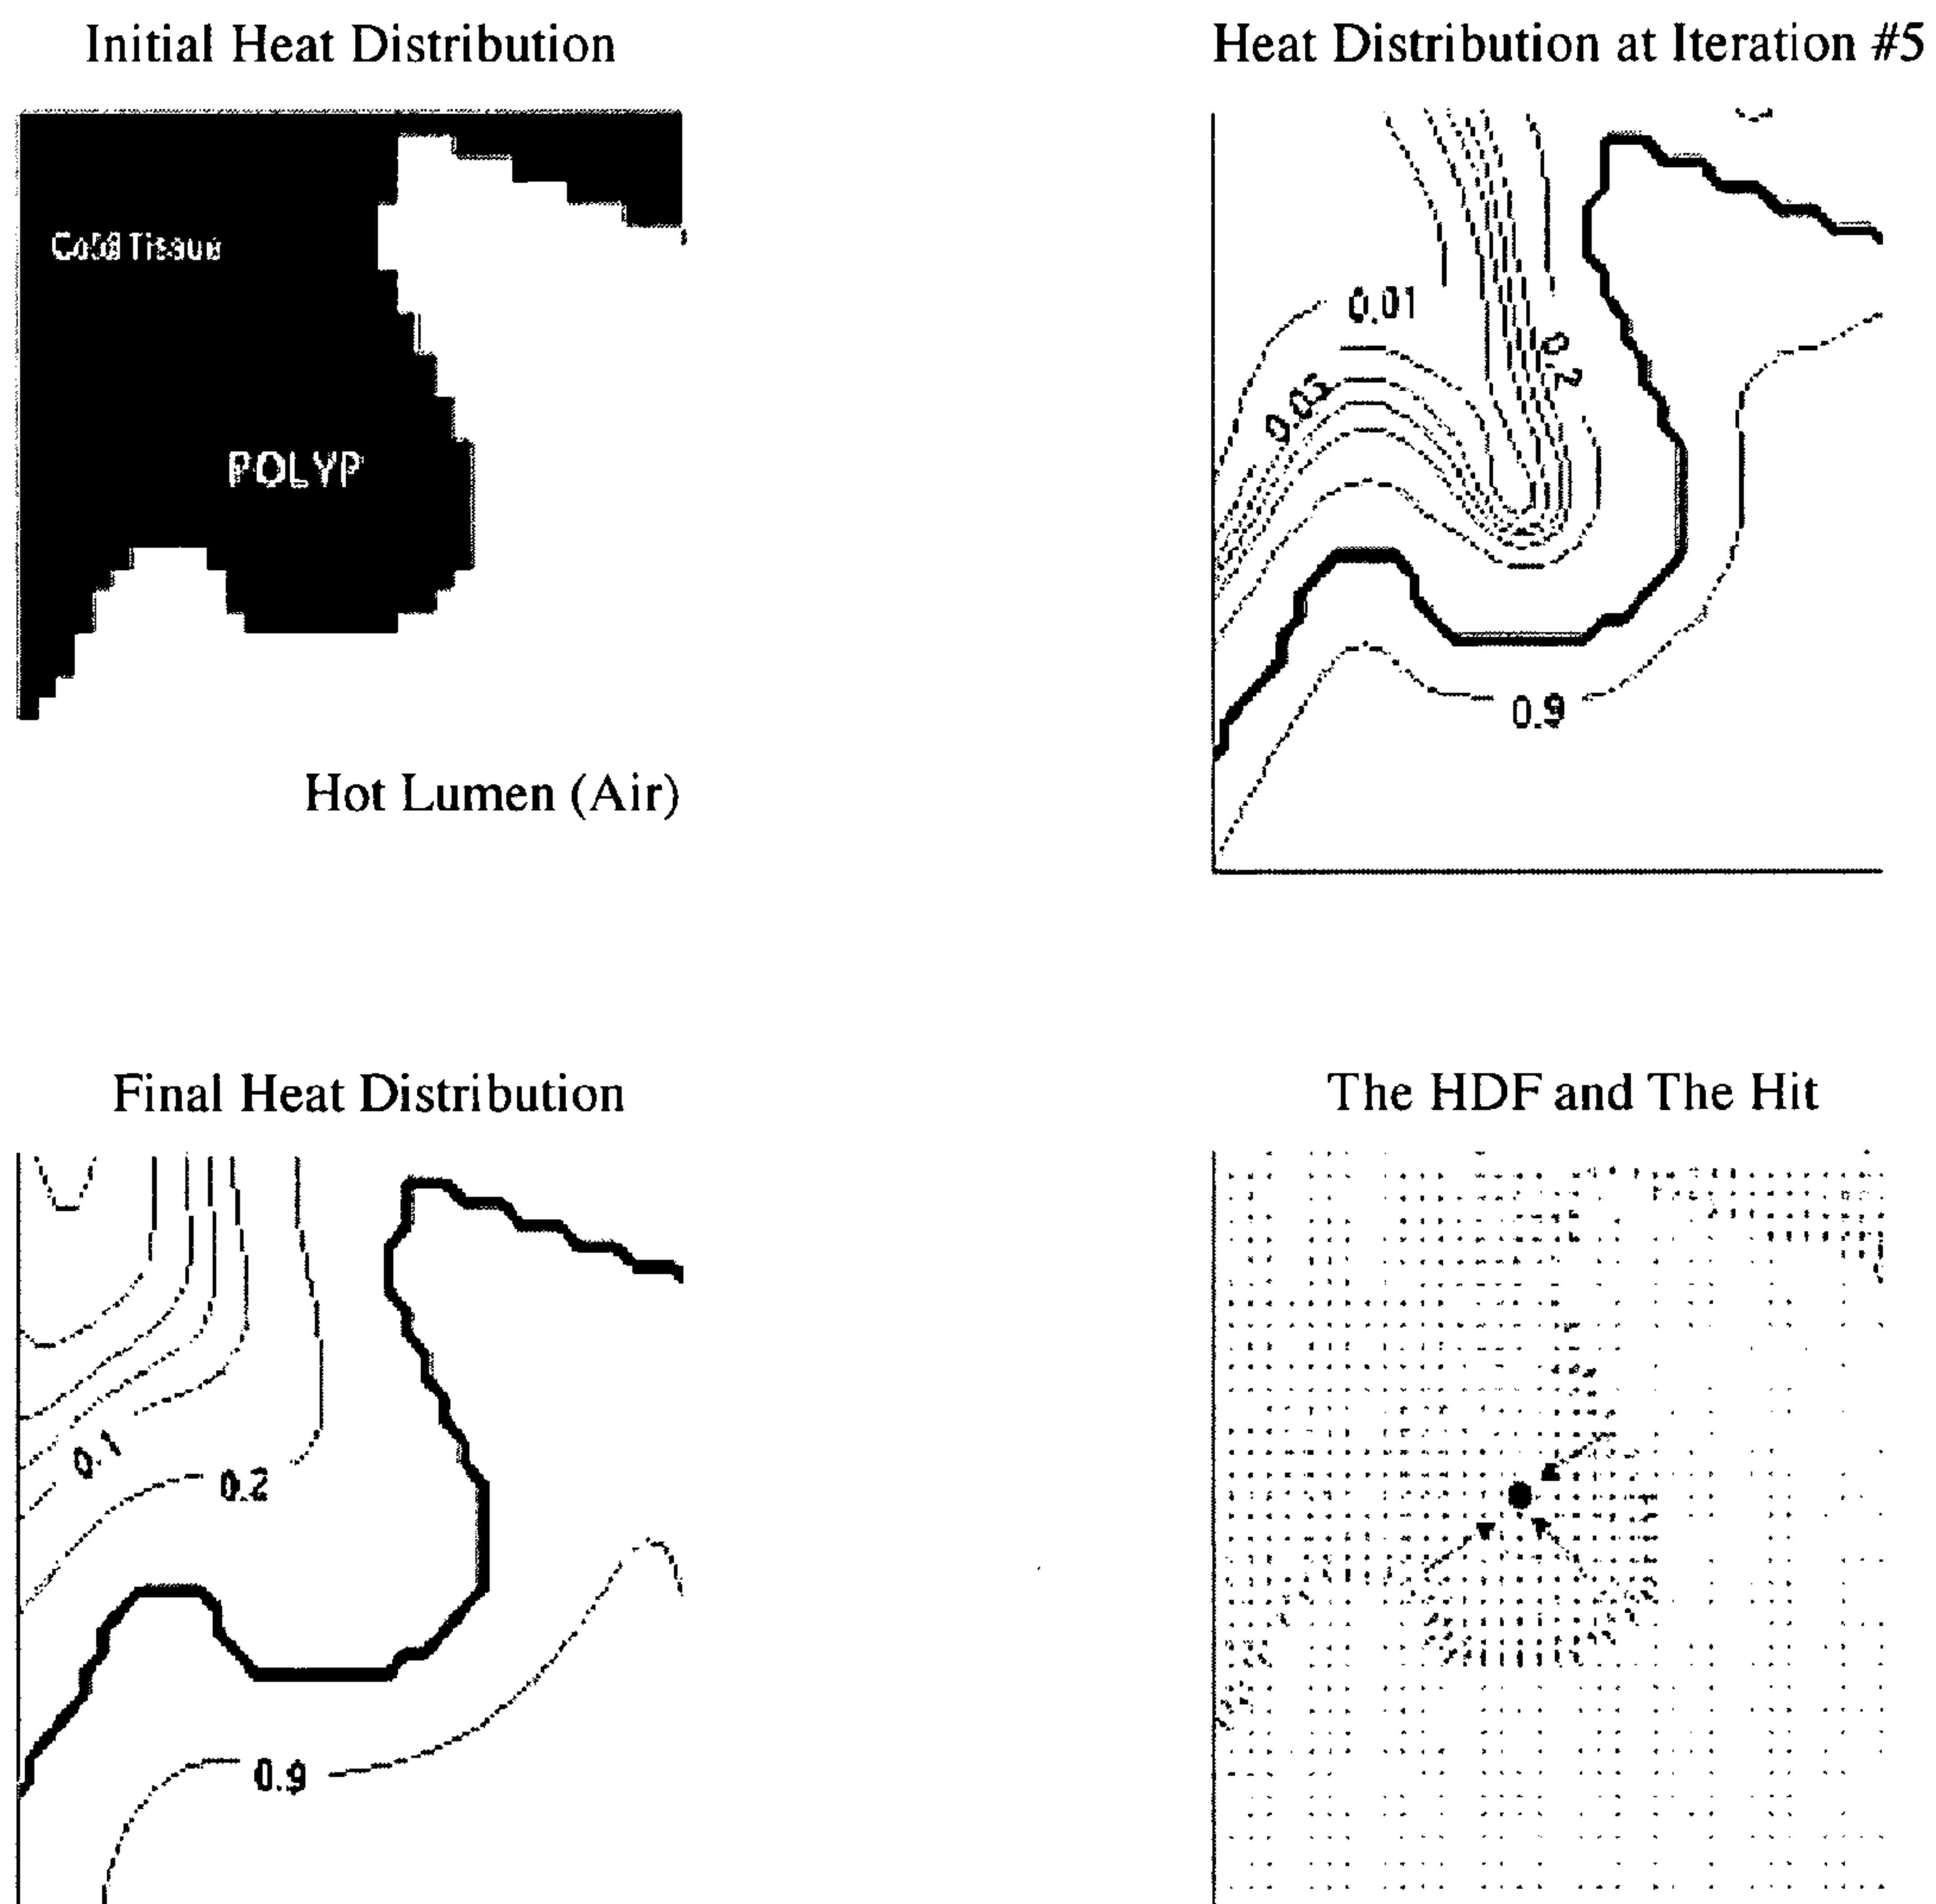 Initial Heat Distribution
Heat Distribution at Iteration #5
Cold Tissue
POLYP
Hot Lumen (Air)
0.01
0.05
0.2
0.9
Final Heat Distribution
The HDF and The Hit
0.1
0.2
0.9